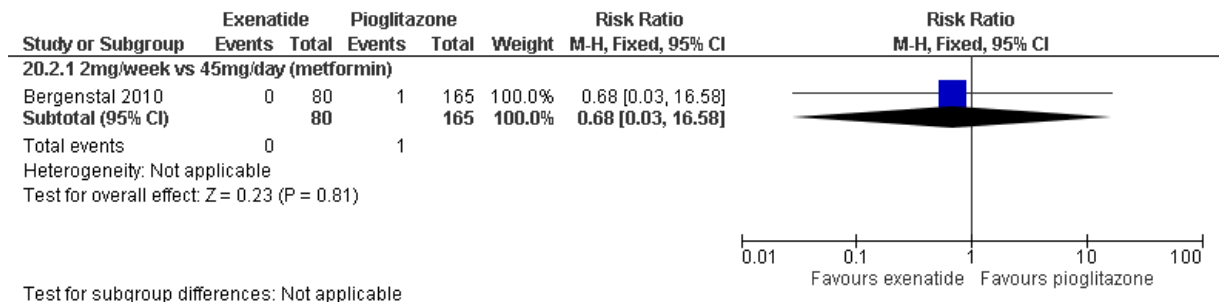 Exenatide Pioglitazone Risk Ratio Risk Ratio
Study or Subgroup Events Total Events Total Weight M-H, Fixed, 95% CI M-H, Fixed, 95% CI
20.2.1 2mg/week vs 45mg/day (metformin)
Bergenstal 2010 0 80 1 165 100.0% 0.68 [0.03, 16.58]
Subtotal (95% CI) 80 165 100.0% 0.68 [0.03, 16.58]
Total events 0 1
Heterogeneity: Not applicable
Test for overall effect: Z = 0.23 (P = 0.81)
0.01 0.1 1 10 100
Favours exenatide Favours pioglitazone
Test for subgroup differences: Not applicable